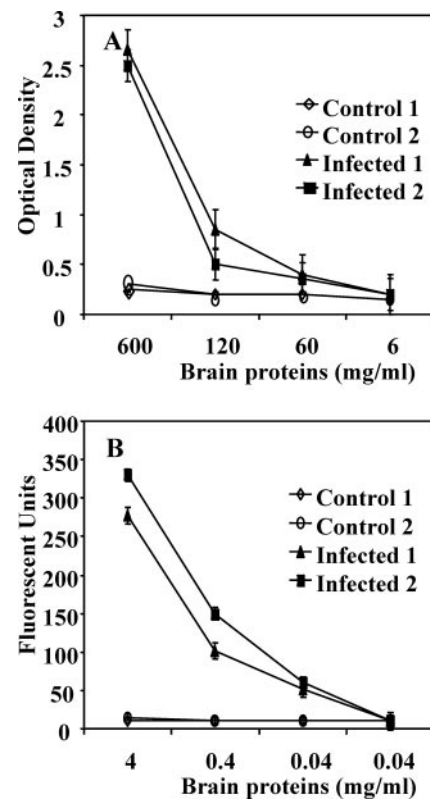 A
3
2.5
2
1.5
1
0.5
0
Optical Density
Control 1
Control 2
Infected 1
Infected 2
600 120 60 6
Brain proteins (mg/ml)
B
400
350
300
250
200
150
100
50
0
Fluorescent Units
Control 1
Control 2
Infected 1
Infected 2
4 0.4 0.04 0.04
Brain proteins (mg/ml)